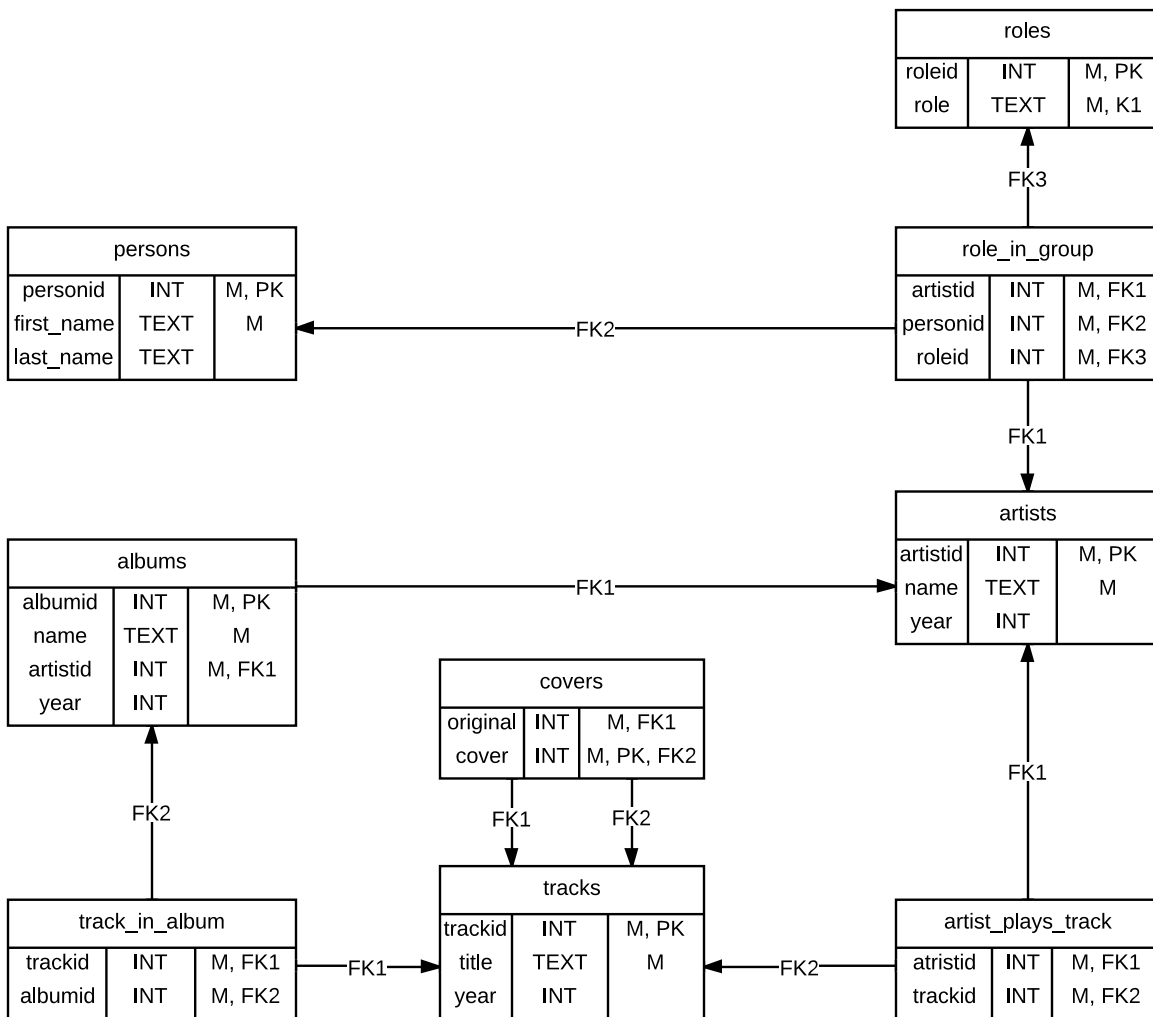 roles
roleid INT M, PK
role TEXT M, K1
FK3
persons
personid INT M, PK
first_name TEXT M
last_name TEXT
FK2
role_in_group
artistid INT M, FK1
personid INT M, FK2
roleid INT M, FK3
FK1
artists
artistid INT M, PK
name TEXT M
year INT
albums
albumid INT M, PK
name TEXT M
artistid INT M, FK1
year INT
FK1
covers
original INT M, FK1
cover INT M, PK, FK2
FK2
FK1
FK2
FK1
track_in_album
trackid INT M, FK1
albumid INT M, FK2
FK1
tracks
trackid INT M, PK
title TEXT M
year INT
FK2
artist_plays_track
atristid INT M, FK1
trackid INT M, FK2